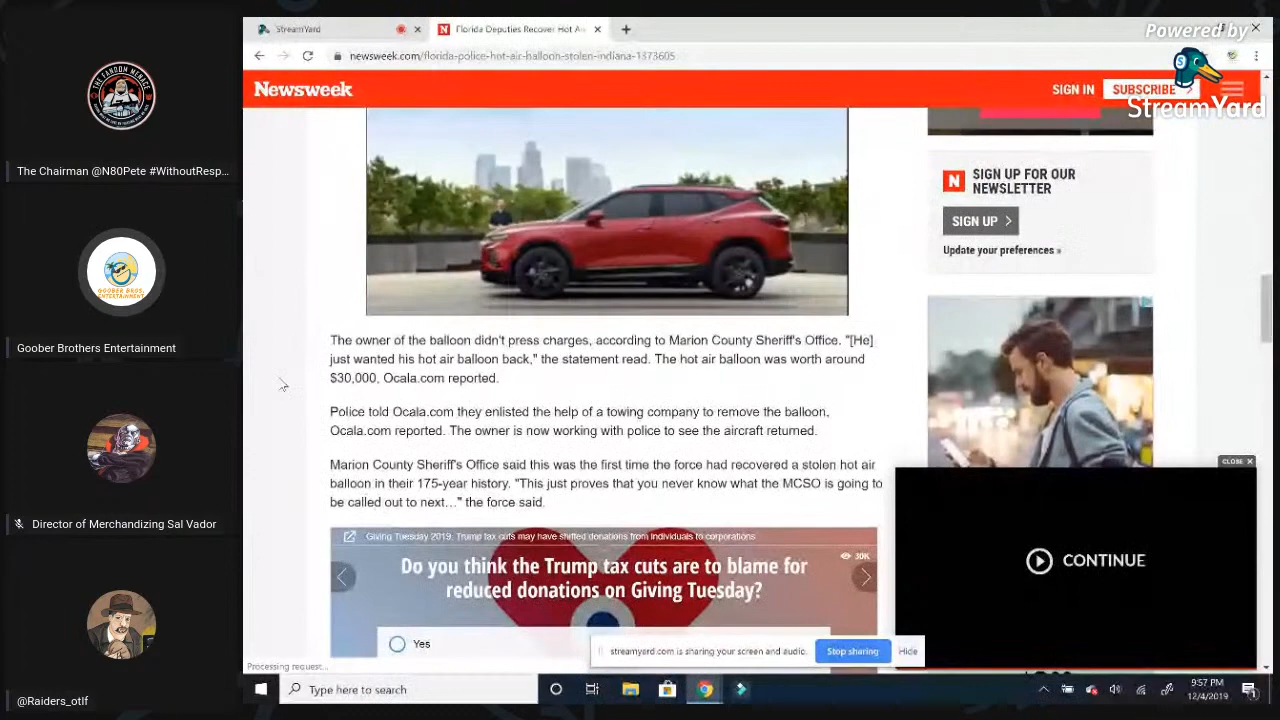 StreamYard
Florida Deputies Recover Hot A
Powered by
newsweek.com/florida-police-hot-air-balloon-stolen-indiana-1373605
Newsweek
SIGN IN
SUBSCRIBE
StreamYard
THE FANDOM MENACE
The Chairman @N80Pete #WithoutResp...
GOOBER BROS.
ENTERTAINMENT
Goober Brothers Entertainment
Director of Merchandizing Sal Vador
@Raiders_otlf
SIGN UP FOR OUR
NEWSLETTER
SIGN UP
Update your preferences »
The owner of the balloon didn't press charges, according to Marion County Sheriff's Office. "[He]
just wanted his hot air balloon back," the statement read. The hot air balloon was worth around
$30,000, Ocala.com reported.
Police told Ocala.com they enlisted the help of a towing company to remove the balloon,
Ocala.com reported. The owner is now working with police to see the aircraft returned.
Marion County Sheriff's Office said this was the first time the force had recovered a stolen hot air
balloon in their 175-year history. "This just proves that you never know what the MCSO is going to
be called out to next…" the force said.
CLOSE X
CONTINUE
Giving Tuesday 2019. Trump tax cuts may have shifted donations from individuals to corporations
30K
Do you think the Trump tax cuts are to blame for
reduced donations on Giving Tuesday?
Yes
streamyard.com is sharing your screen and audio.
Stop sharing
Hide
Processing request...
Type here to search
9:57 PM
12/4/2019